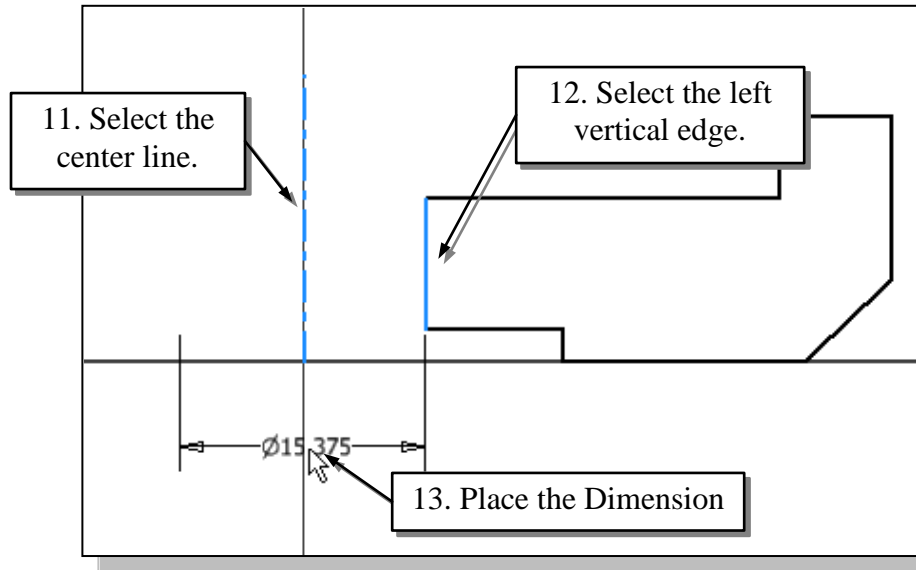 11. Select the
center line.
12. Select the left
vertical edge.
Ø15.375
13. Place the Dimension